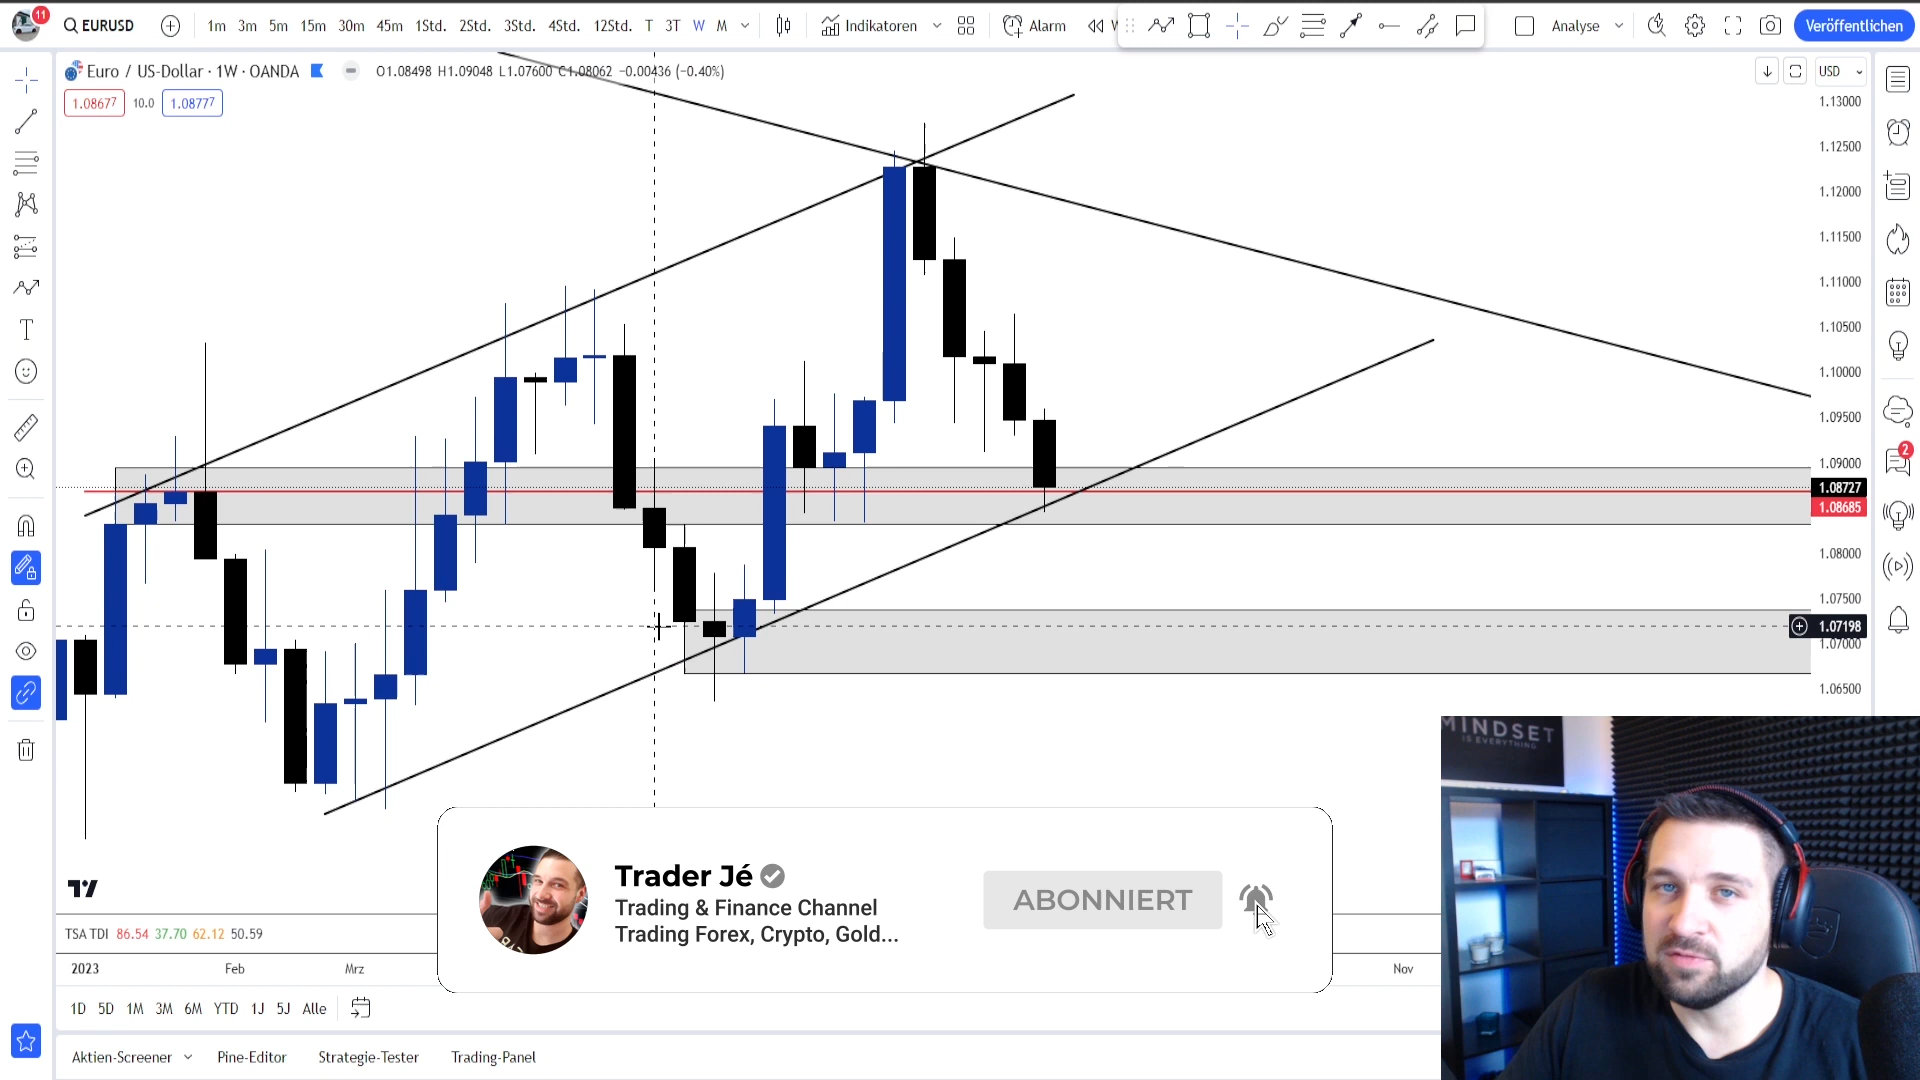 11
EURUSD
1m 3m 5m 15m 30m 45m 1Std. 2Std. 3Std. 4Std. 12Std. T 3T W M
Indikatoren
Alarm
Analyse
Veröffentlichen
Euro / US-Dollar · 1W · OANDA
O1.08498 H1.09048 L1.07600 C1.08062 −0.00436 (−0.40%)
USD
1.08677 10.0 1.08777
1.13000
1.12500
1.12000
1.11500
1.11000
1.10500
1.10000
1.09500
1.09000
1.08727
1.08685
1.08000
1.07500
1.07198
1.07000
1.06500
2
MINDSET
IS EVERYTHING
Trader Jé
Trading & Finance Channel
Trading Forex, Crypto, Gold...
ABONNIERT
TSA TDI 86.54 37.70 62.12 50.59
2023 Feb Mrz Nov
1D 5D 1M 3M 6M YTD 1J 5J Alle
Aktien-Screener Pine-Editor Strategie-Tester Trading-Panel